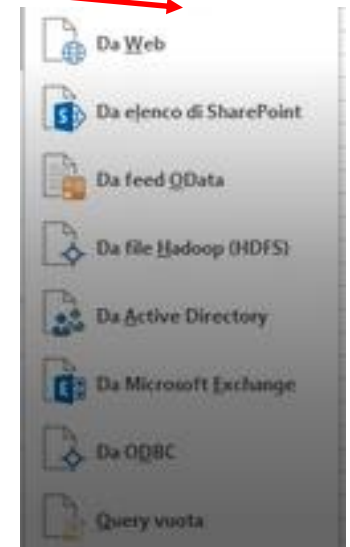 Da Web
Da elenco di SharePoint
Da feed OData
Da file Hadoop (HDFS)
Da Active Directory
Da Microsoft Exchange
Da ODBC
Query vuota